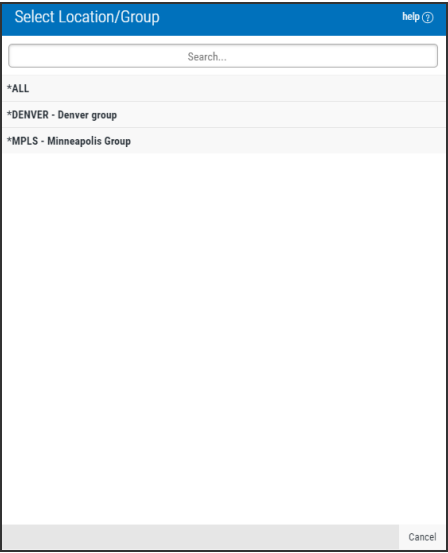 Select Location/Group
help ?
Search...
*ALL
*DENVER - Denver group
*MPLS - Minneapolis Group
Cancel